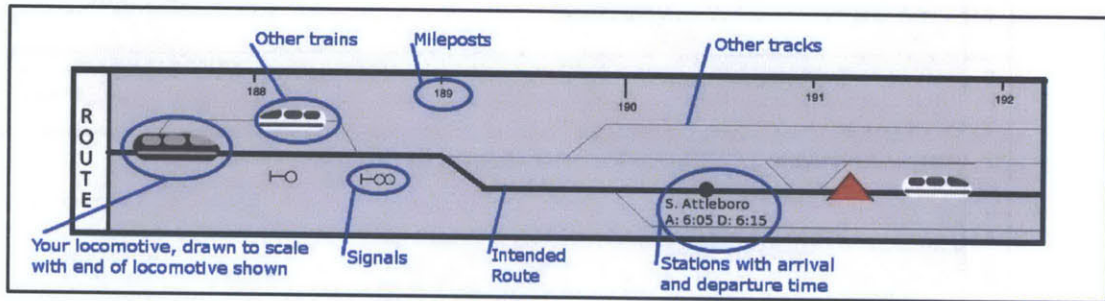 Other trains
Mileposts
Other tracks
ROUTE
188
189
190
191
192
S. Attleboro
A: 6:05 D: 6:15
Your locomotive, drawn to scale
with end of locomotive shown
Signals
Intended
Route
Stations with arrival
and departure time